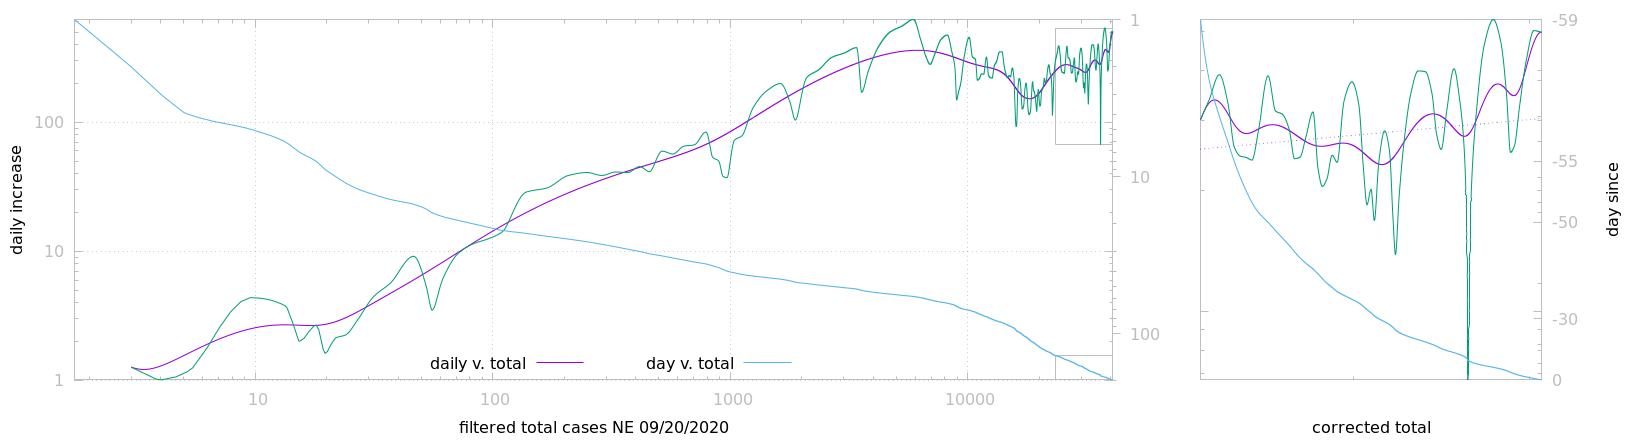 1
-59
100
daily increase
10
-55
10
-50
day since
100
-30
daily v. total
day v. total
1
0
10
100
1000
10000
filtered total cases NE 09/20/2020
corrected total